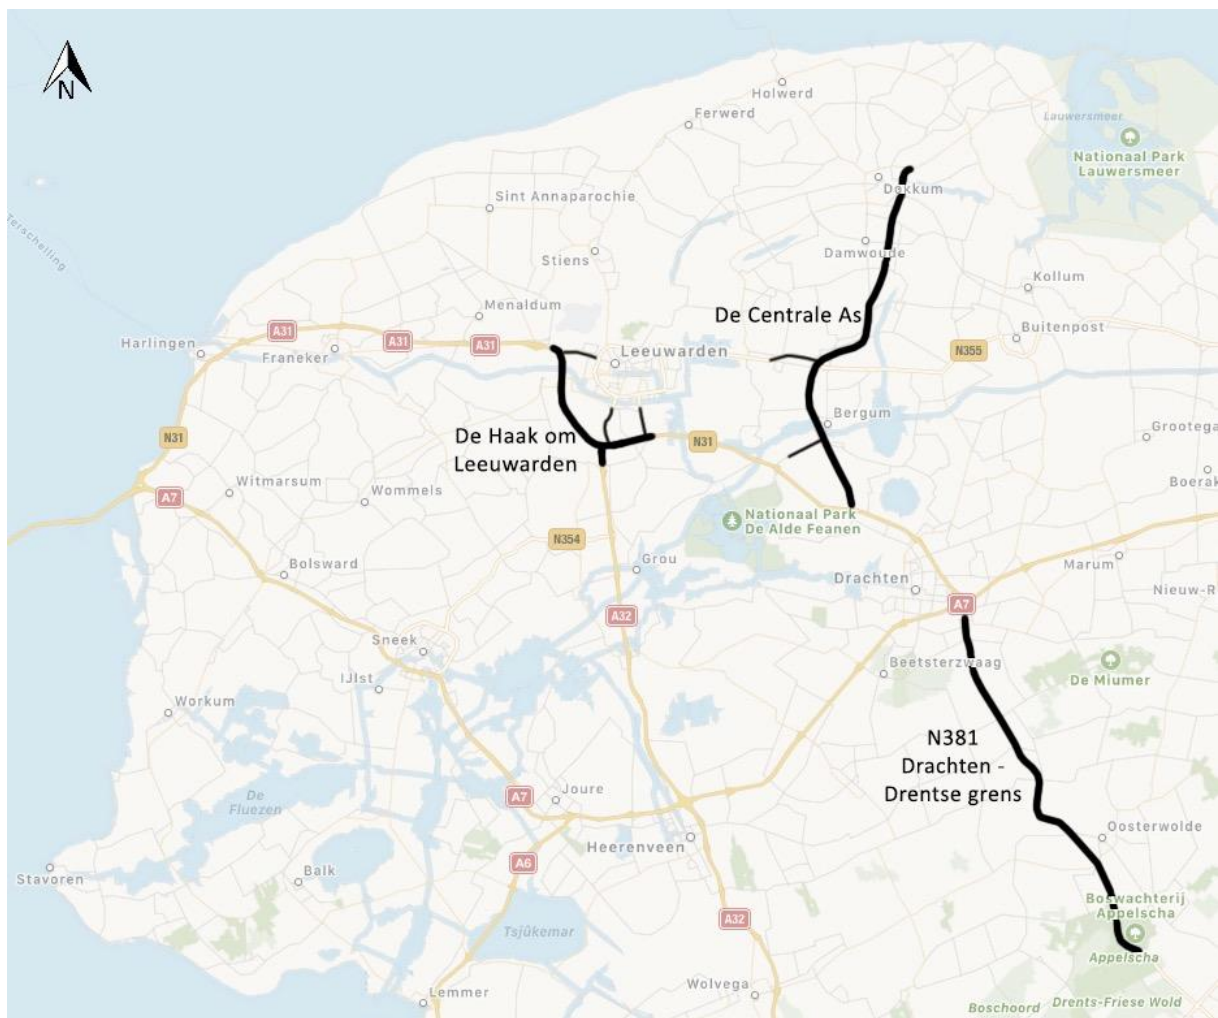 N
Holwerd
Ferwerd
Lauwersmeer
Nationaal Park
Lauwersmeer
Dokkum
Sint Annaparochie
Terschelling
Damwoude
Stiens
Kollum
Menaldum
De Centrale As
Buitenpost
A31
A31
A31
Harlingen
Franeker
Leeuwarden
N355
Bergum
N31
De Haak om
Leeuwarden
N31
Grootega
Boerak
Witmarsum
Wommels
A7
Nationaal Park
De Alde Feanen
N354
Bolsward
Grou
Drachten
Marum
Nieuw-R
A7
A32
Sneek
Beetsterzwaag
De Miumer
IJlst
Workum
N381
Drachten -
Drentse grens
A7
Joure
De
Fluezen
Oosterwolde
Heerenveen
A6
Stavoren
Balk
Boswachterij
Appelscha
A32
Tsjûkemar
Appelscha
Wolvega
Lemmer
Boschoord
Drents-Friese Wold